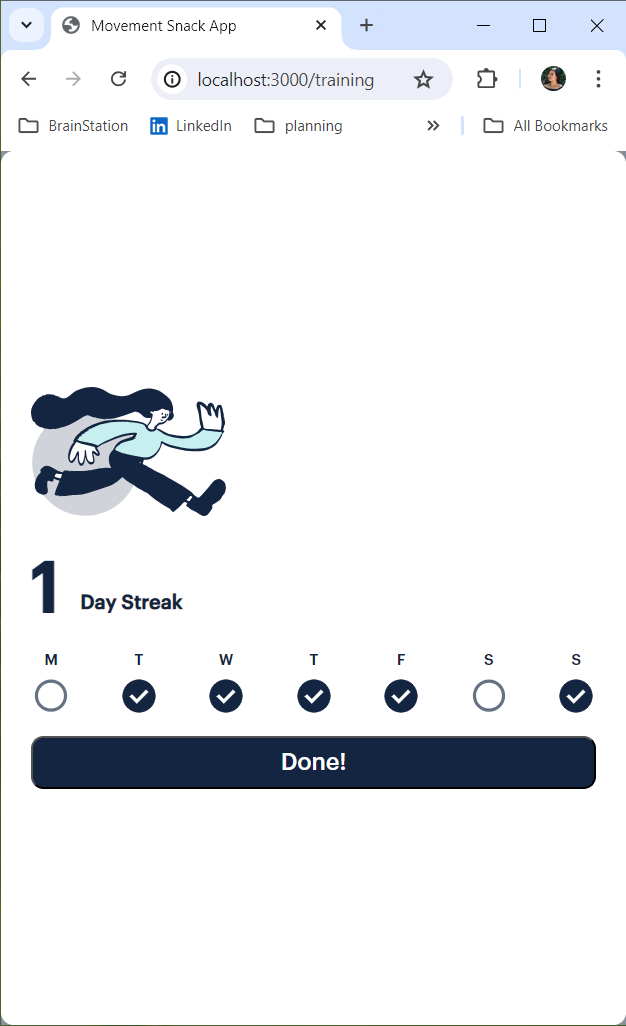 Movement Snack App
localhost:3000/training
BrainStation LinkedIn planning All Bookmarks
1 Day Streak
M T W T F S S
Done!